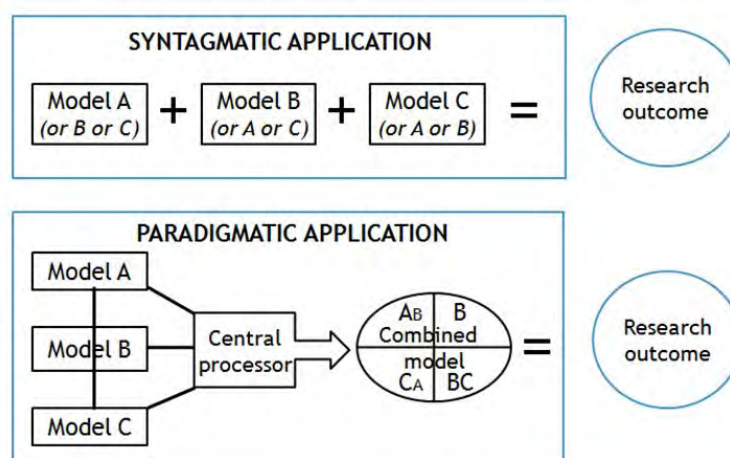 SYNTAGMATIC APPLICATION
Model A
(or B or C)
+
Model B
(or A or C)
+
Model C
(or A or B)
=
Research
outcome
PARADIGMATIC APPLICATION
Model A
Model B
Model C
Central
processor
AB B
Combined
model
CA BC
=
Research
outcome